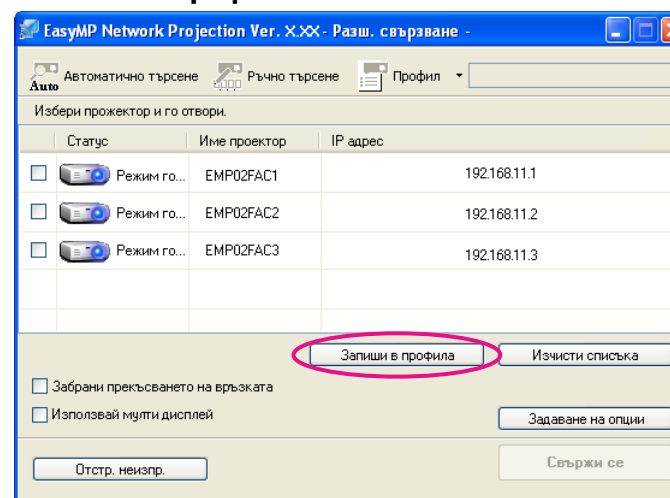 EasyMP Network Projection Ver. X.XX - Разш. свързване -
Auto Автоматично търсене Ръчно търсене Профил
Избери прожектор и го отвори.
Статус Име проектор IP адрес
Режим го... EMP02FAC1 192.168.11.1
Режим го... EMP02FAC2 192.168.11.2
Режим го... EMP02FAC3 192.168.11.3
Запиши в профила Изчисти списъка
Забрани прекъсването на връзката
Използвай мулти дисплей Задаване на опции
Отстр. неизпр. Свържи се